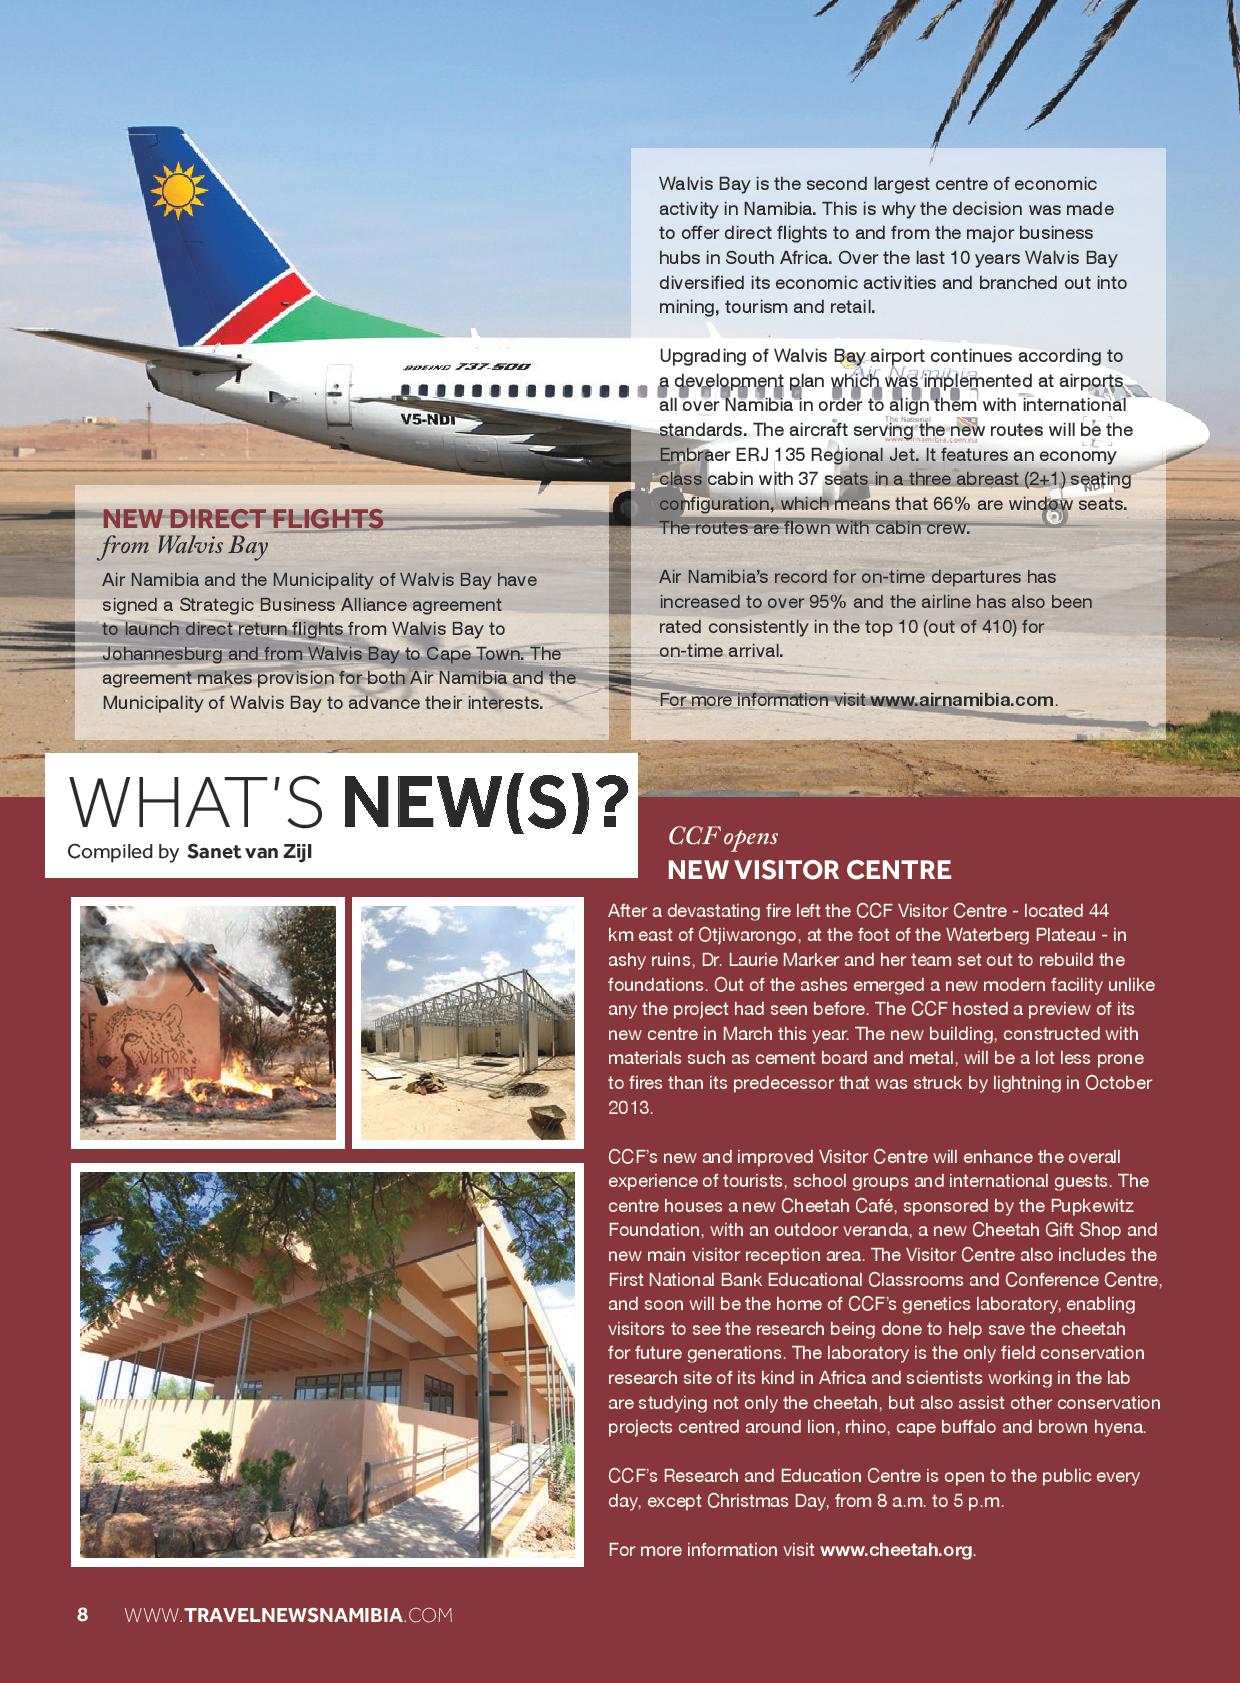 NEW DIRECT FLIGHTS
from Walvis Bay
Air Namibia and the Municipality of Walvis Bay have
signed a Strategic Business Alliance agreement
to launch direct return flights from Walvis Bay to
Johannesburg and from Walvis Bay to Cape Town. The
agreement makes provision for both Air Namibia and the
Municipality of Walvis Bay to advance their interests.
Walvis Bay is the second largest centre of economic
activity in Namibia. This is why the decision was made
to offer direct flights to and from the major business
hubs in South Africa. Over the last 10 years Walvis Bay
diversified its economic activities and branched out into
mining, tourism and retail.
Upgrading of Walvis Bay airport continues according to
a development plan which was implemented at airports
all over Namibia in order to align them with international
standards. The aircraft serving the new routes will be the
Embraer ERJ 135 Regional Jet. It features an economy
class cabin with 37 seats in a three abreast (2+1) seating
configuration, which means that 66% are window seats.
The routes are flown with cabin crew.
Air Namibia's record for on-time departures has
increased to over 95% and the airline has also been
rated consistently in the top 10 (out of 410) for
on-time arrival.
For more information visit www.airnamibia.com.
BOEING 737-500
V5-NDI
Air Namibia
The National
www.airnamibia.com.na
NDI
WHAT'S NEW(S)?
Compiled by Sanet van Zijl
VISITOR
CENTRE
CCF opens
NEW VISITOR CENTRE
After a devastating fire left the CCF Visitor Centre - located 44
km east of Otjiwarongo, at the foot of the Waterberg Plateau - in
ashy ruins, Dr. Laurie Marker and her team set out to rebuild the
foundations. Out of the ashes emerged a new modern facility unlike
any the project had seen before. The CCF hosted a preview of its
new centre in March this year. The new building, constructed with
materials such as cement board and metal, will be a lot less prone
to fires than its predecessor that was struck by lightning in October
2013.
CCF's new and improved Visitor Centre will enhance the overall
experience of tourists, school groups and international guests. The
centre houses a new Cheetah Café, sponsored by the Pupkewitz
Foundation, with an outdoor veranda, a new Cheetah Gift Shop and
new main visitor reception area. The Visitor Centre also includes the
First National Bank Educational Classrooms and Conference Centre,
and soon will be the home of CCF's genetics laboratory, enabling
visitors to see the research being done to help save the cheetah
for future generations. The laboratory is the only field conservation
research site of its kind in Africa and scientists working in the lab
are studying not only the cheetah, but also assist other conservation
projects centred around lion, rhino, cape buffalo and brown hyena.
CCF's Research and Education Centre is open to the public every
day, except Christmas Day, from 8 a.m. to 5 p.m.
For more information visit www.cheetah.org.
8 WWW.TRAVELNEWSNAMIBIA.COM